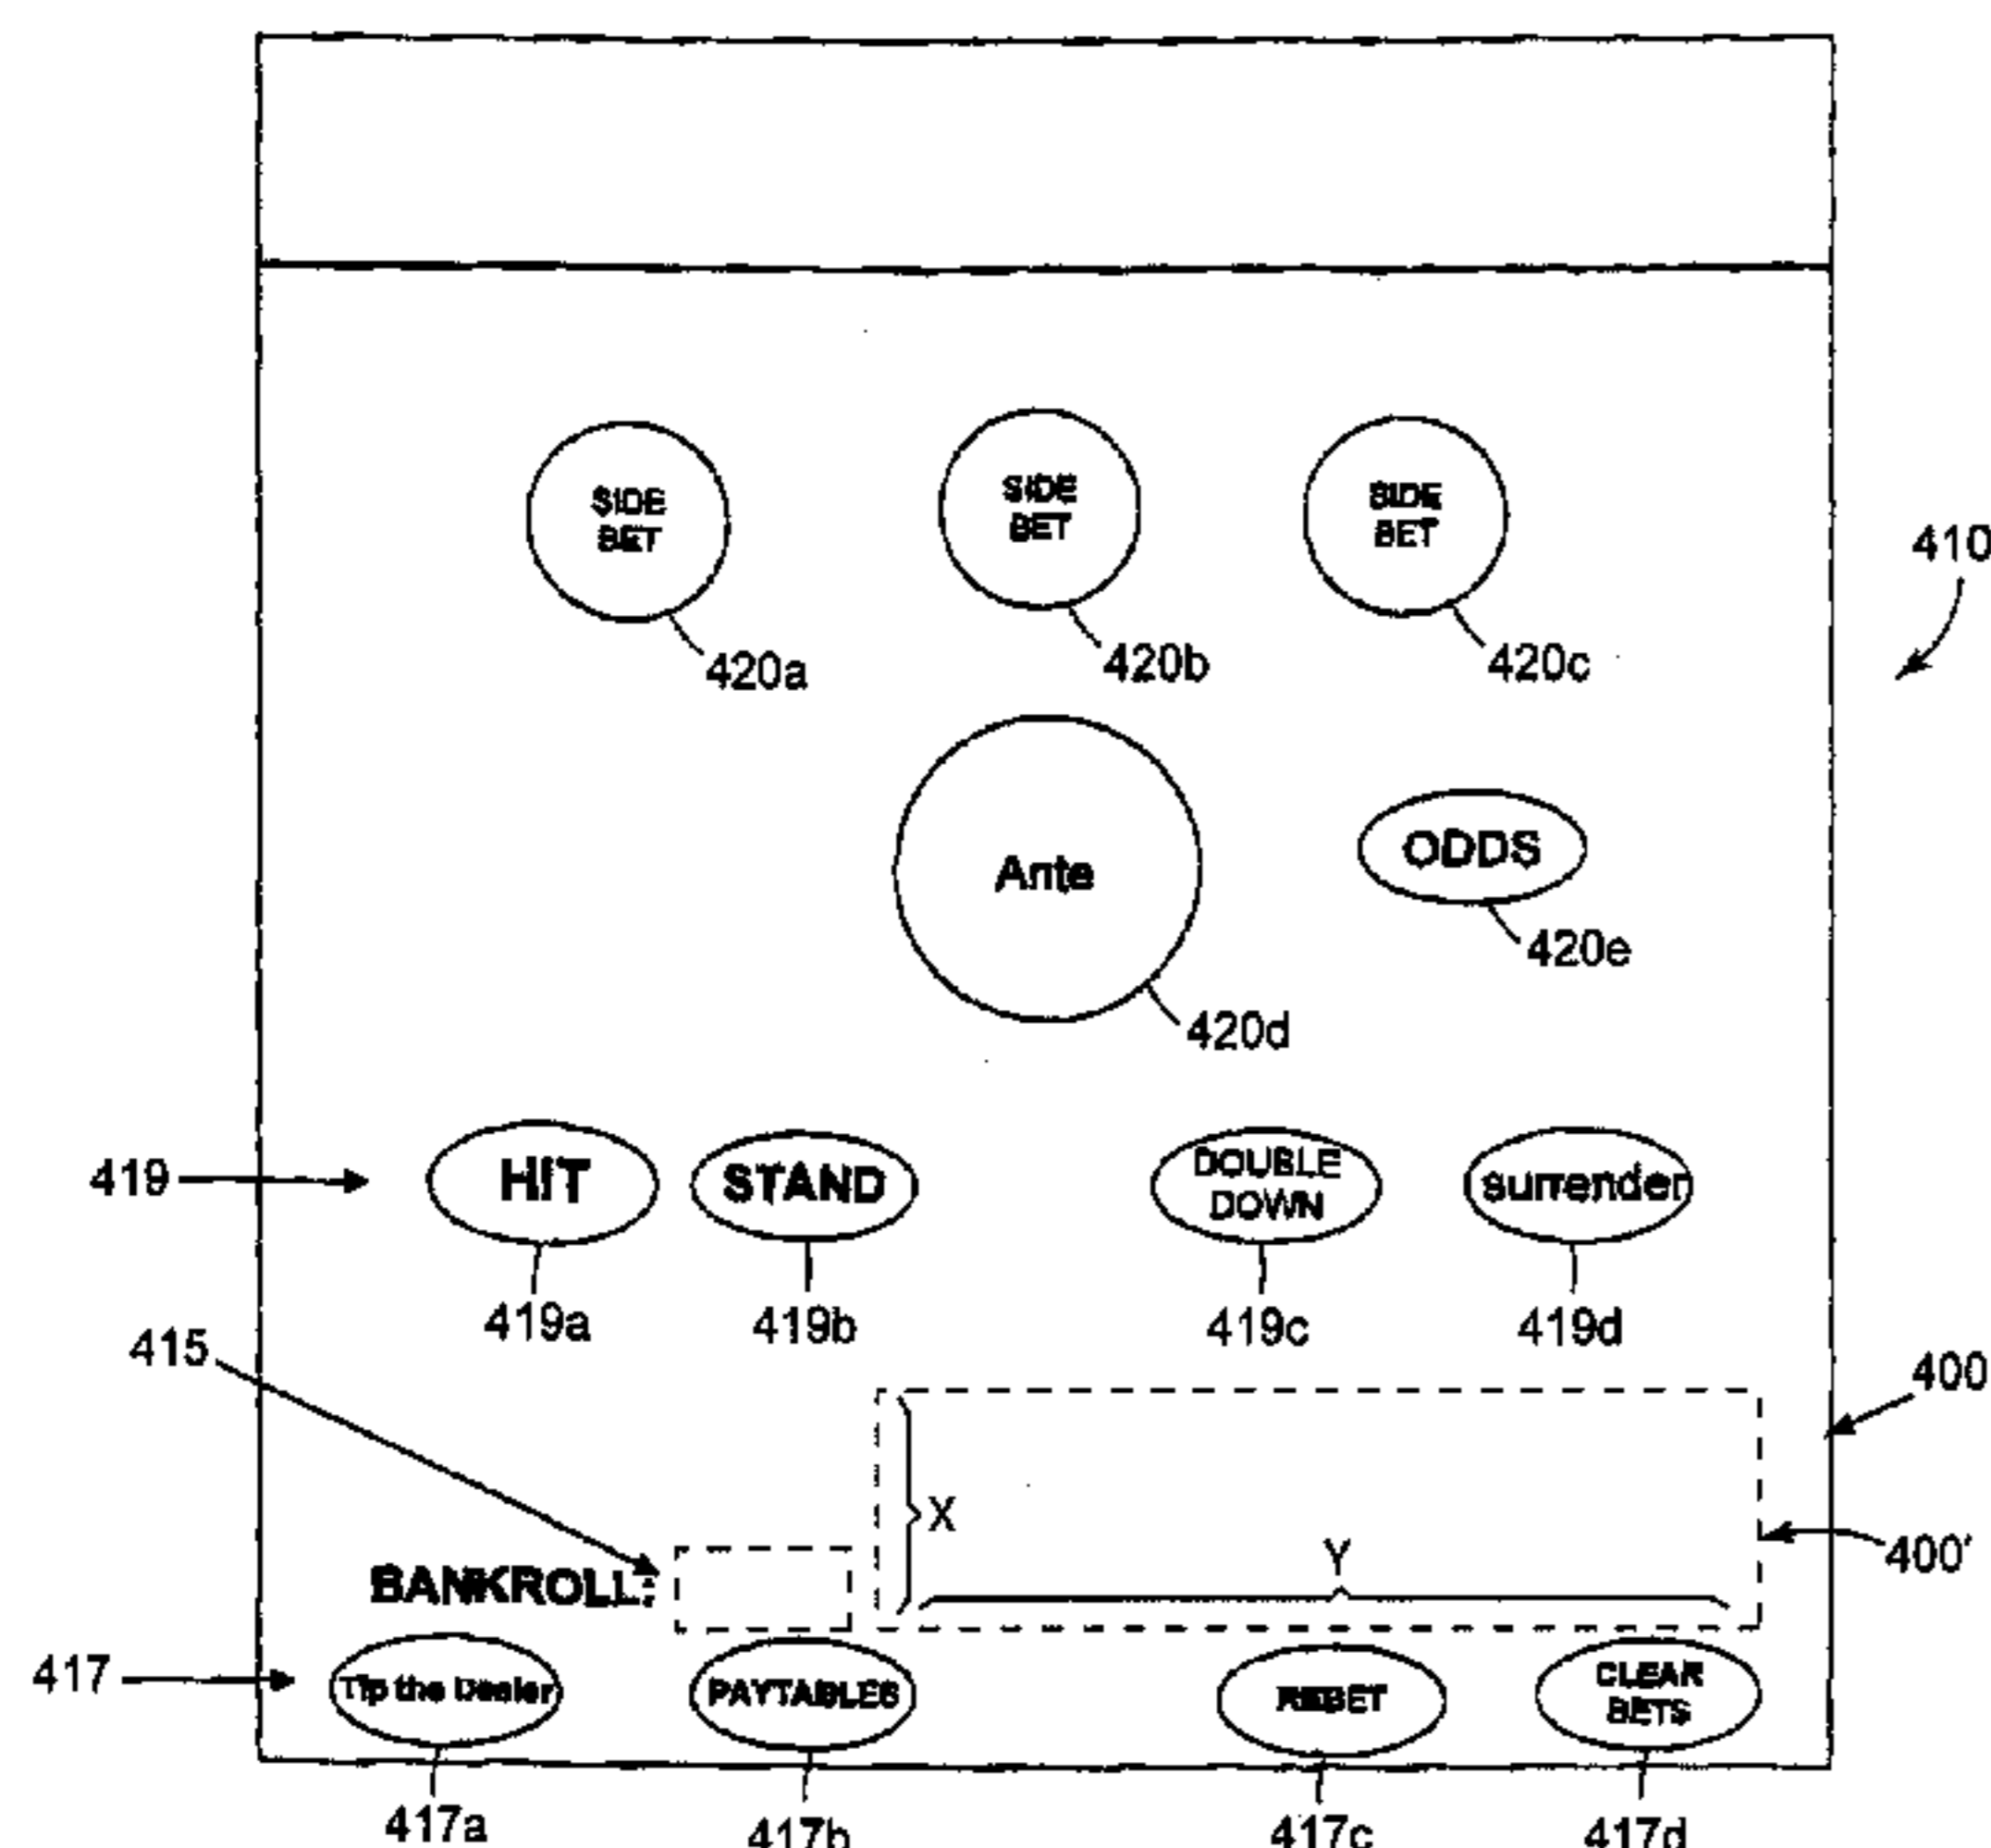 SIDE
BET
SIDE
BET
SIDE
BET
410
420a
420b
420c
Ante
ODDS
420e
420d
419
HIT
STAND
DOUBLE
DOWN
surrender
419a
419b
419c
419d
415
400
X
Y
400'
BANKROLL:
417
Tip the Dealer
PAYTABLES
REBET
CLEAR
BETS
417a
417b
417c
417d